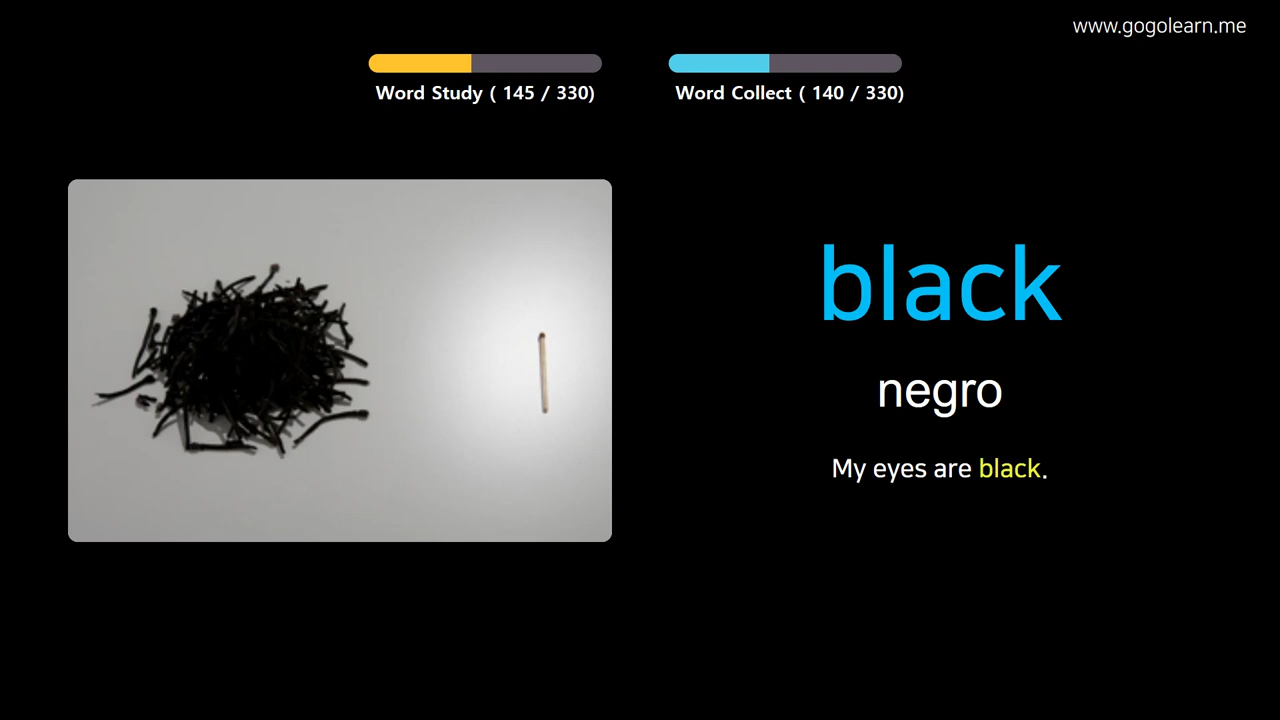 www.gogolearn.me
Word Study ( 145 / 330)
Word Collect ( 140 / 330)
black
negro
My eyes are black.